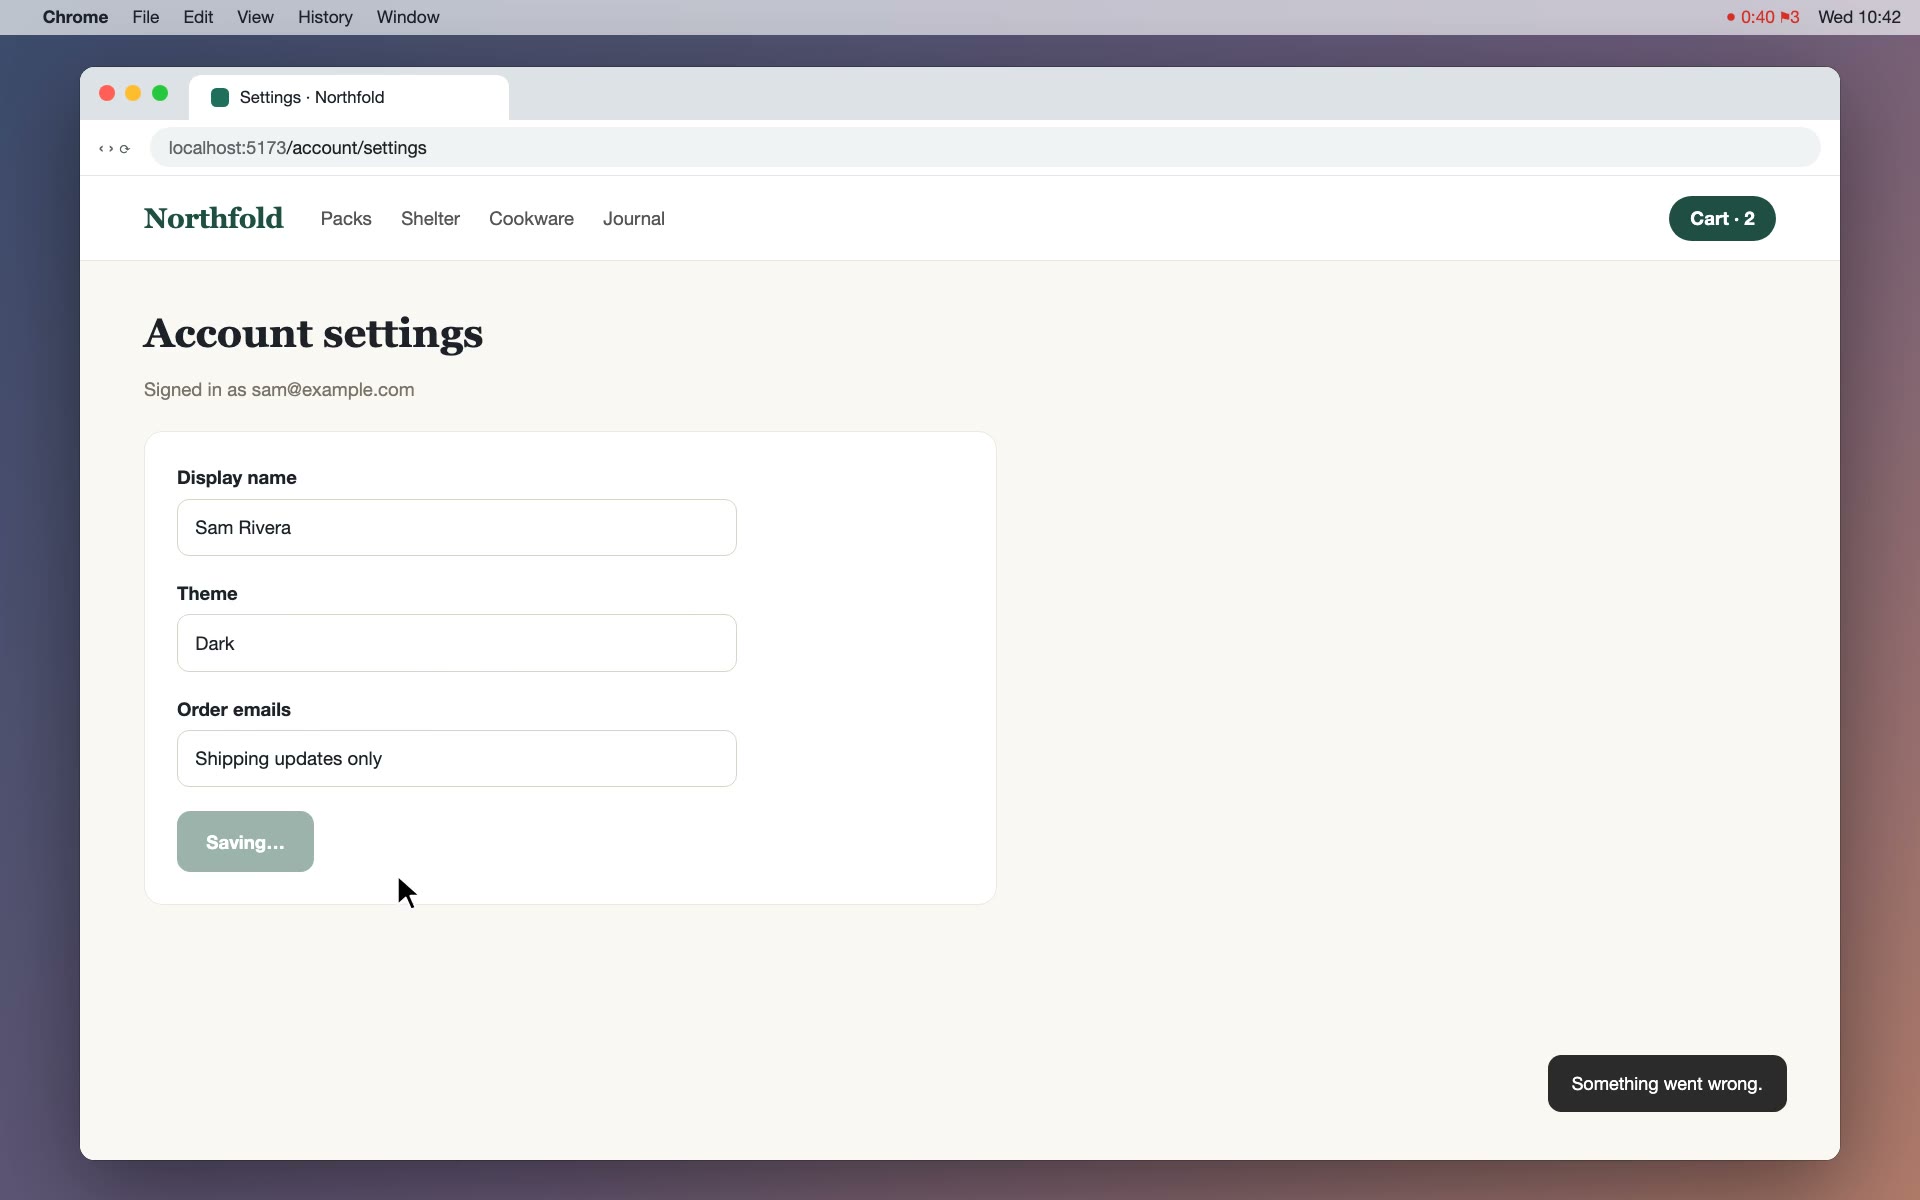 Chrome File Edit View History Window
0:40 3 Wed 10:42
Settings · Northfold
localhost:5173/account/settings
Northfold Packs Shelter Cookware Journal Cart · 2
Account settings
Signed in as sam@example.com
Display name
Sam Rivera
Theme
Dark
Order emails
Shipping updates only
Saving...
Something went wrong.